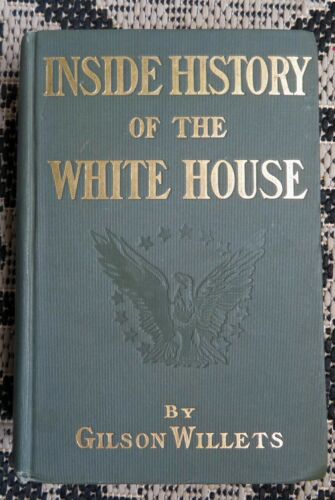 INSIDE HISTORY
OF THE
WHITE HOUSE
BY
GILSON WILLETS